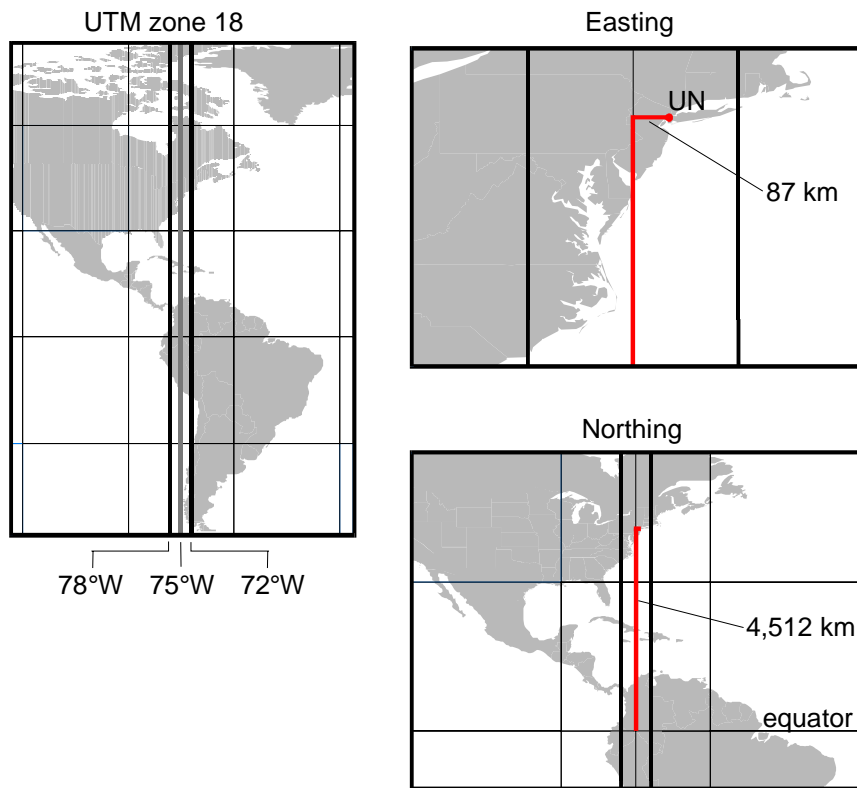 UTM zone 18
78°W 75°W 72°W
Easting
UN
87 km
Northing
4,512 km
equator